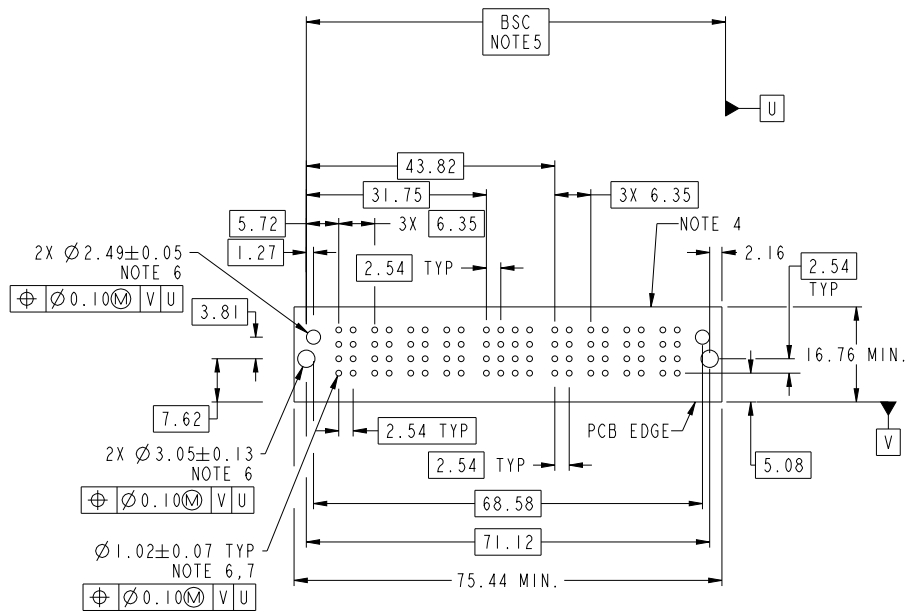 BSC
NOTE5
U
43.82
31.75
3X 6.35
5.72
3X 6.35
NOTE 4
1.27
2.16
2X Ø2.49±0.05
NOTE 6
2.54 TYP
2.54
TYP
⌖ Ø0.10Ⓜ V U
3.81
16.76 MIN.
7.62
2.54 TYP
PCB EDGE
V
2X Ø3.05±0.13
NOTE 6
2.54 TYP
5.08
⌖ Ø0.10Ⓜ V U
68.58
Ø1.02±0.07 TYP
NOTE 6,7
71.12
⌖ Ø0.10Ⓜ V U
75.44 MIN.